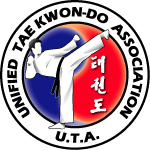 UNIFIED TAE KWON-DO ASSOCIATION
태권도
U.T.A.